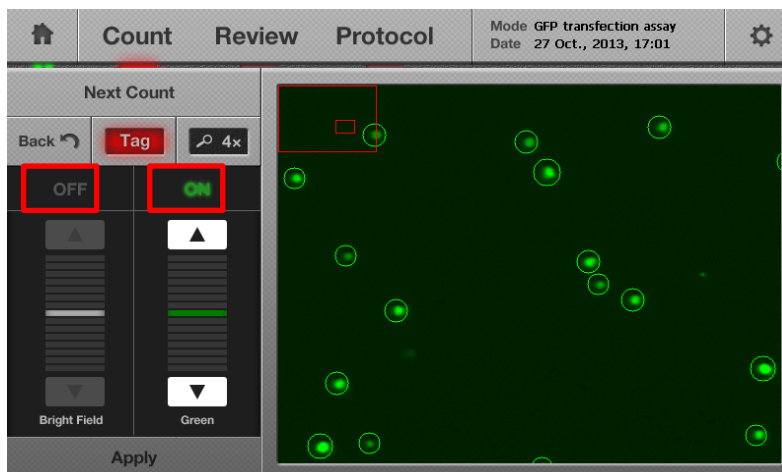 Count Review Protocol
Mode GFP transfection assay
Date 27 Oct., 2013, 17:01
Next Count
Back Tag 4x
OFF ON
Bright Field Green
Apply